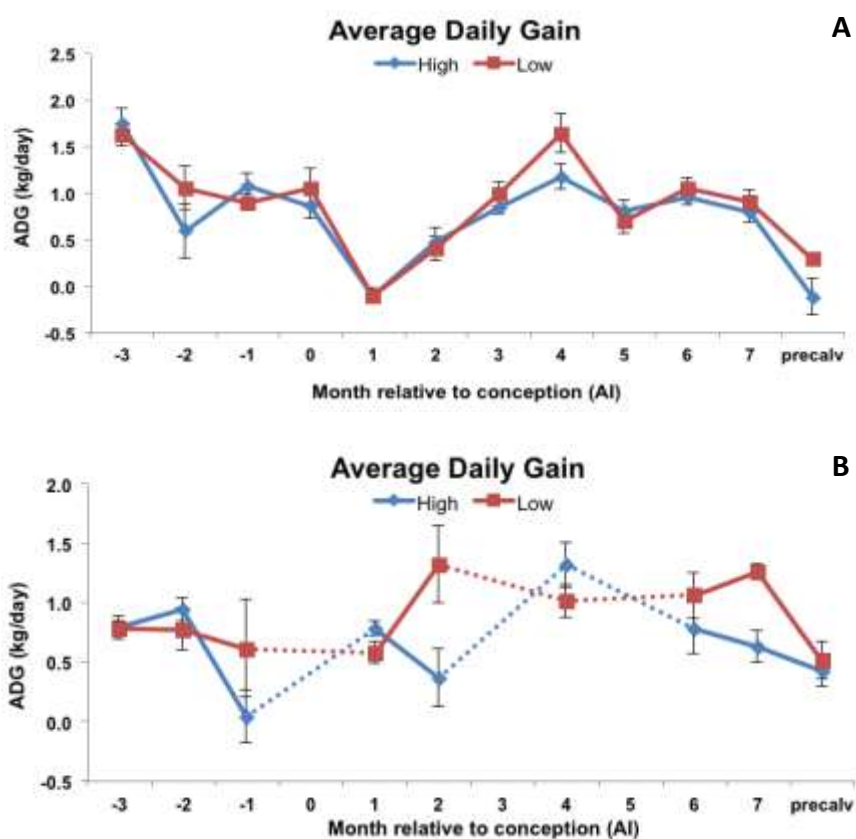 Average Daily Gain A
High Low
2.5
2.0
1.5
1.0
0.5
0.0
-0.5
ADG (kg/day)
-3 -2 -1 0 1 2 3 4 5 6 7 precalv
Month relative to conception (AI)
Average Daily Gain B
High Low
2.0
1.5
1.0
0.5
0.0
-0.5
ADG (kg/day)
-3 -2 -1 0 1 2 3 4 5 6 7 precalv
Month relative to conception (AI)